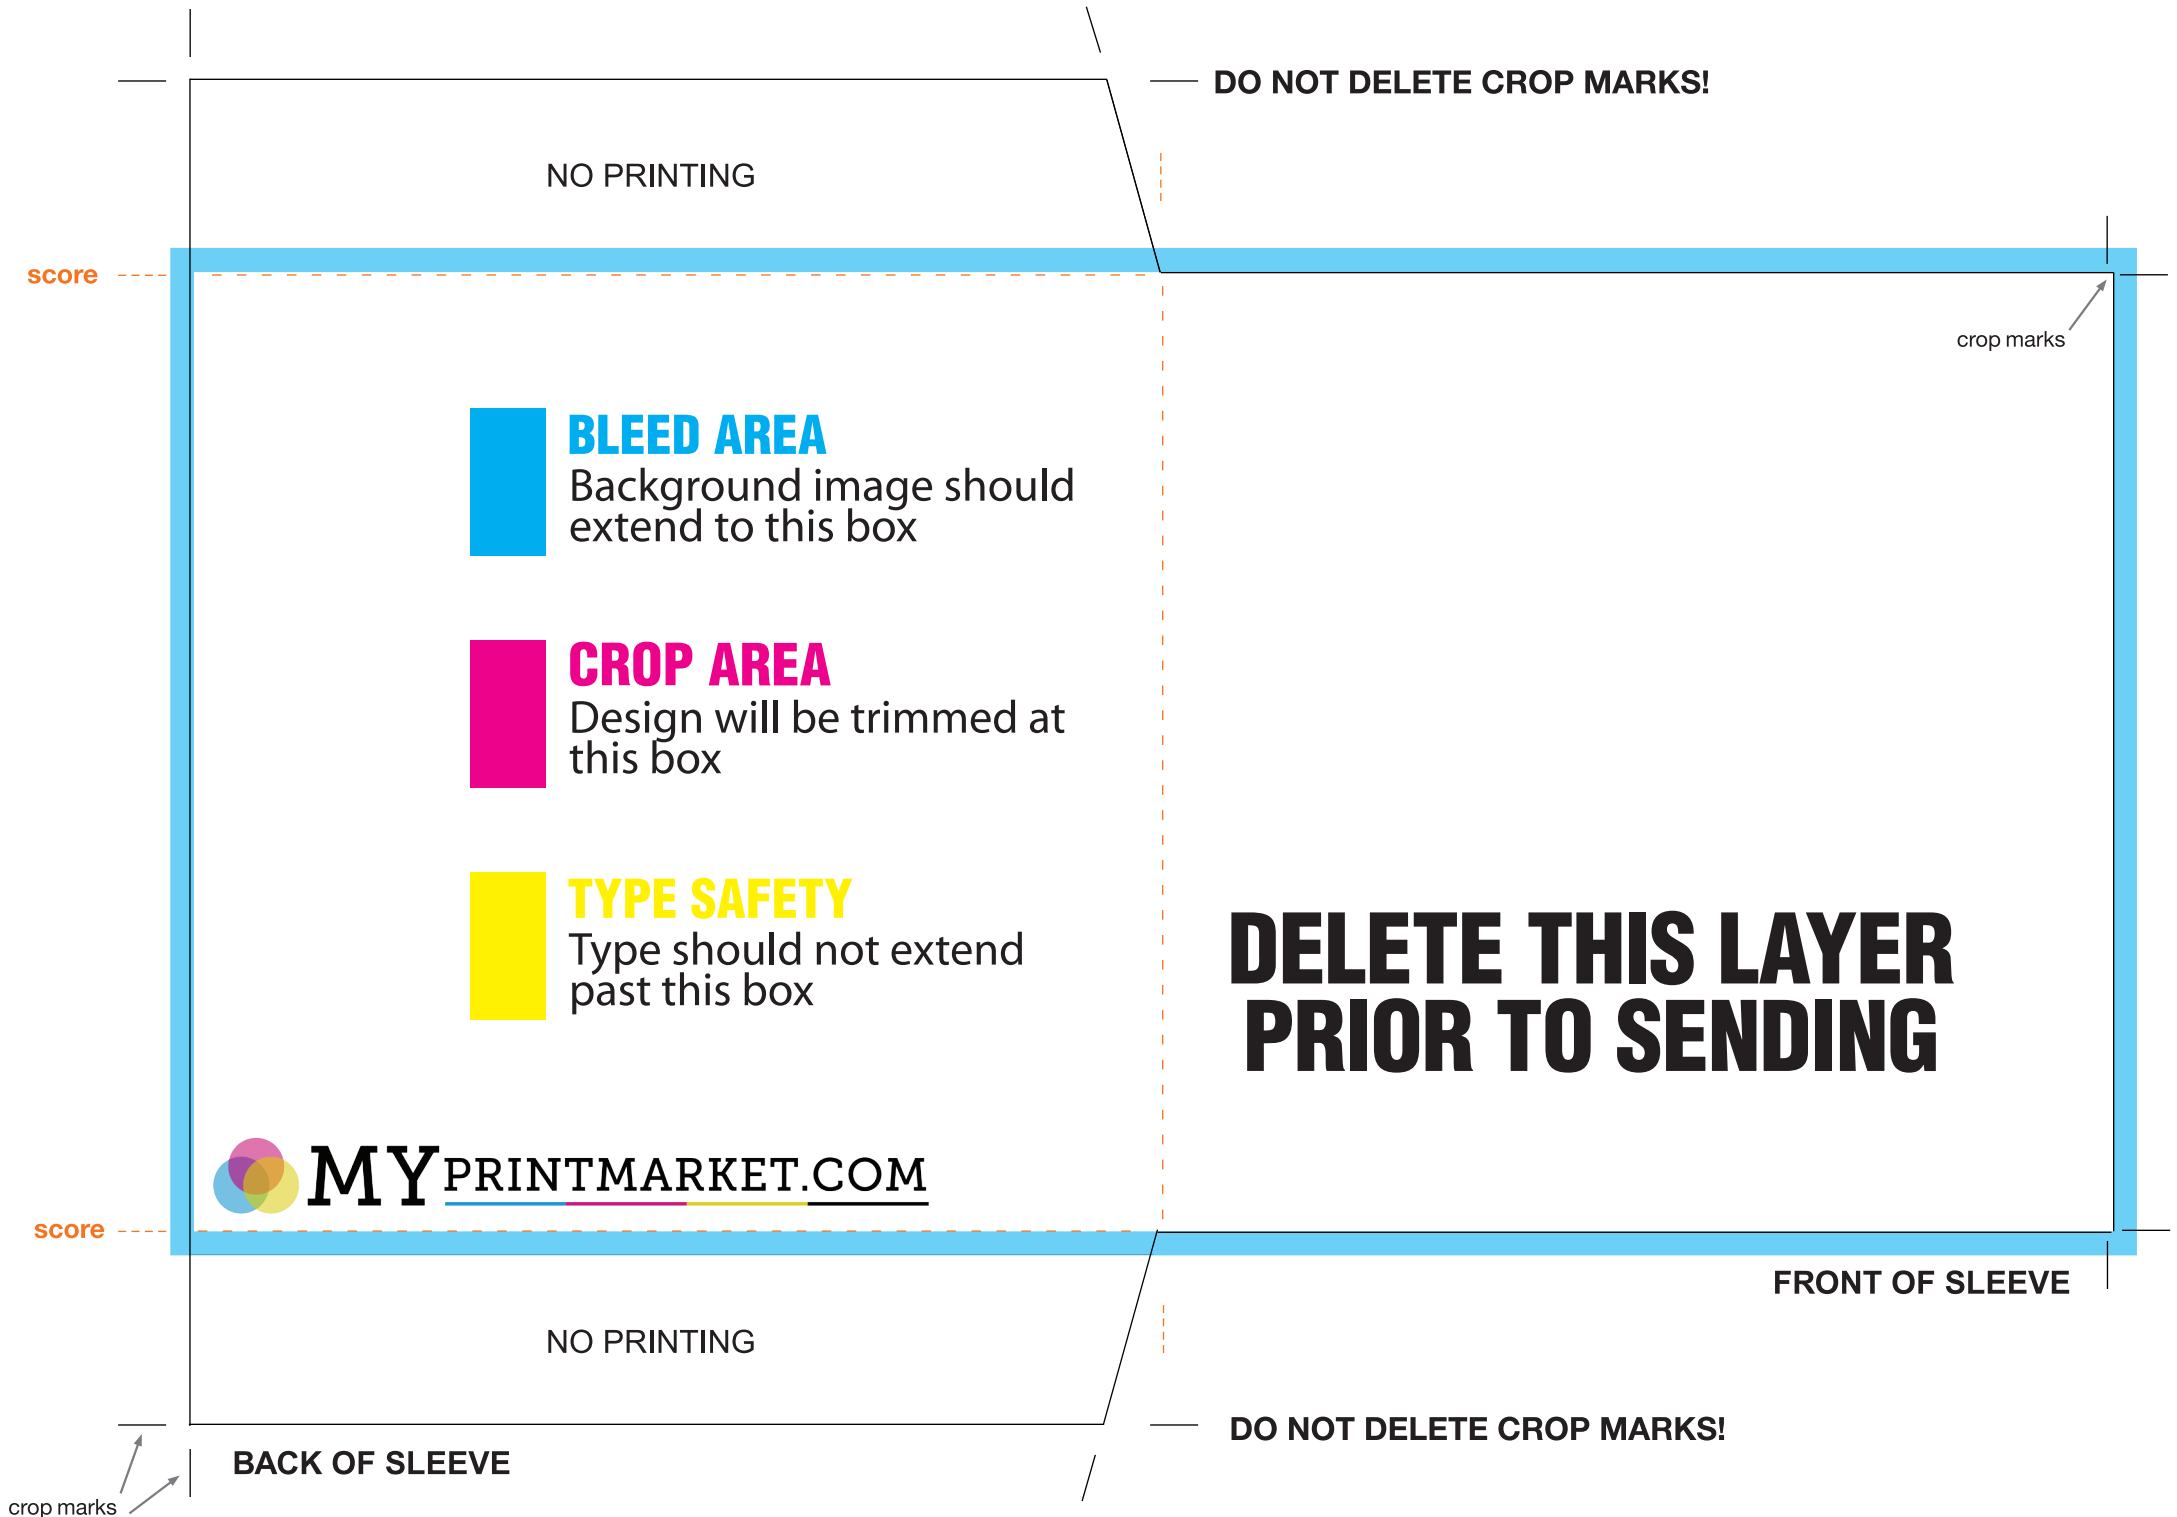 DO NOT DELETE CROP MARKS!
NO PRINTING
score
crop marks
BLEED AREA
Background image should
extend to this box
CROP AREA
Design will be trimmed at
this box
TYPE SAFETY
Type should not extend
past this box
DELETE THIS LAYER
PRIOR TO SENDING
MYPRINTMARKET.COM
score
FRONT OF SLEEVE
NO PRINTING
DO NOT DELETE CROP MARKS!
BACK OF SLEEVE
crop marks